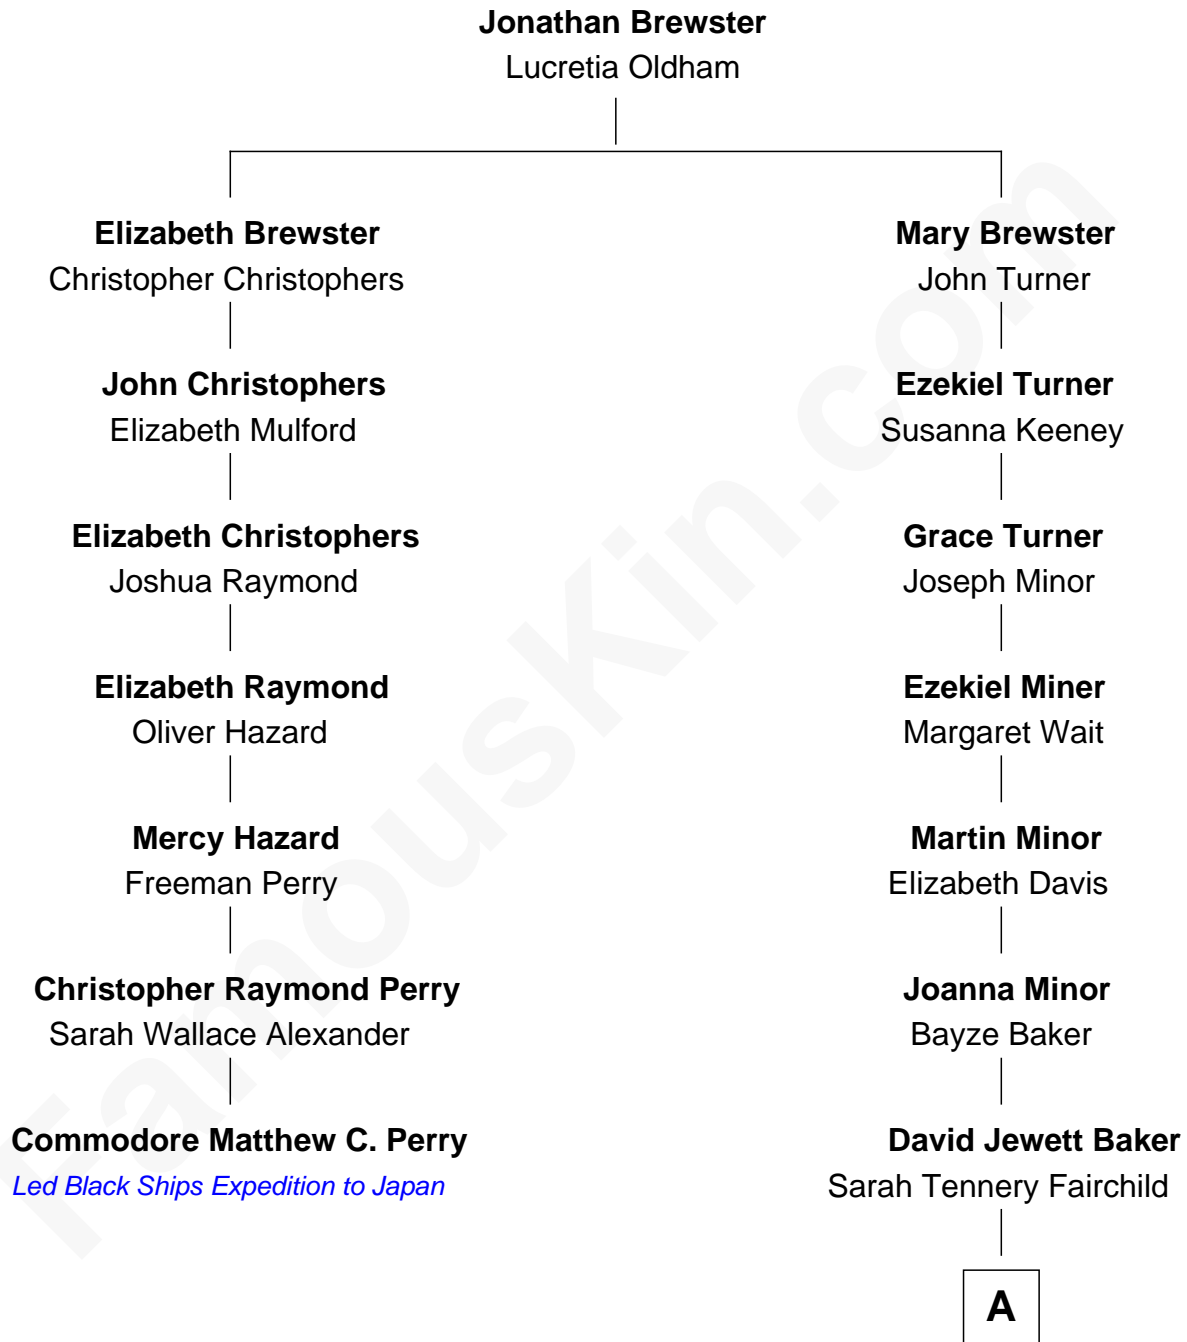 Jonathan Brewster
Lucretia Oldham
Elizabeth Brewster
Christopher Christophers
Mary Brewster
John Turner
John Christophers
Elizabeth Mulford
Ezekiel Turner
Susanna Keeney
Elizabeth Christophers
Joshua Raymond
Grace Turner
Joseph Minor
Elizabeth Raymond
Oliver Hazard
Ezekiel Miner
Margaret Wait
Mercy Hazard
Freeman Perry
Martin Minor
Elizabeth Davis
Christopher Raymond Perry
Sarah Wallace Alexander
Joanna Minor
Bayze Baker
Commodore Matthew C. Perry
Led Black Ships Expedition to Japan
David Jewett Baker
Sarah Tennery Fairchild
A
FamousKin.com